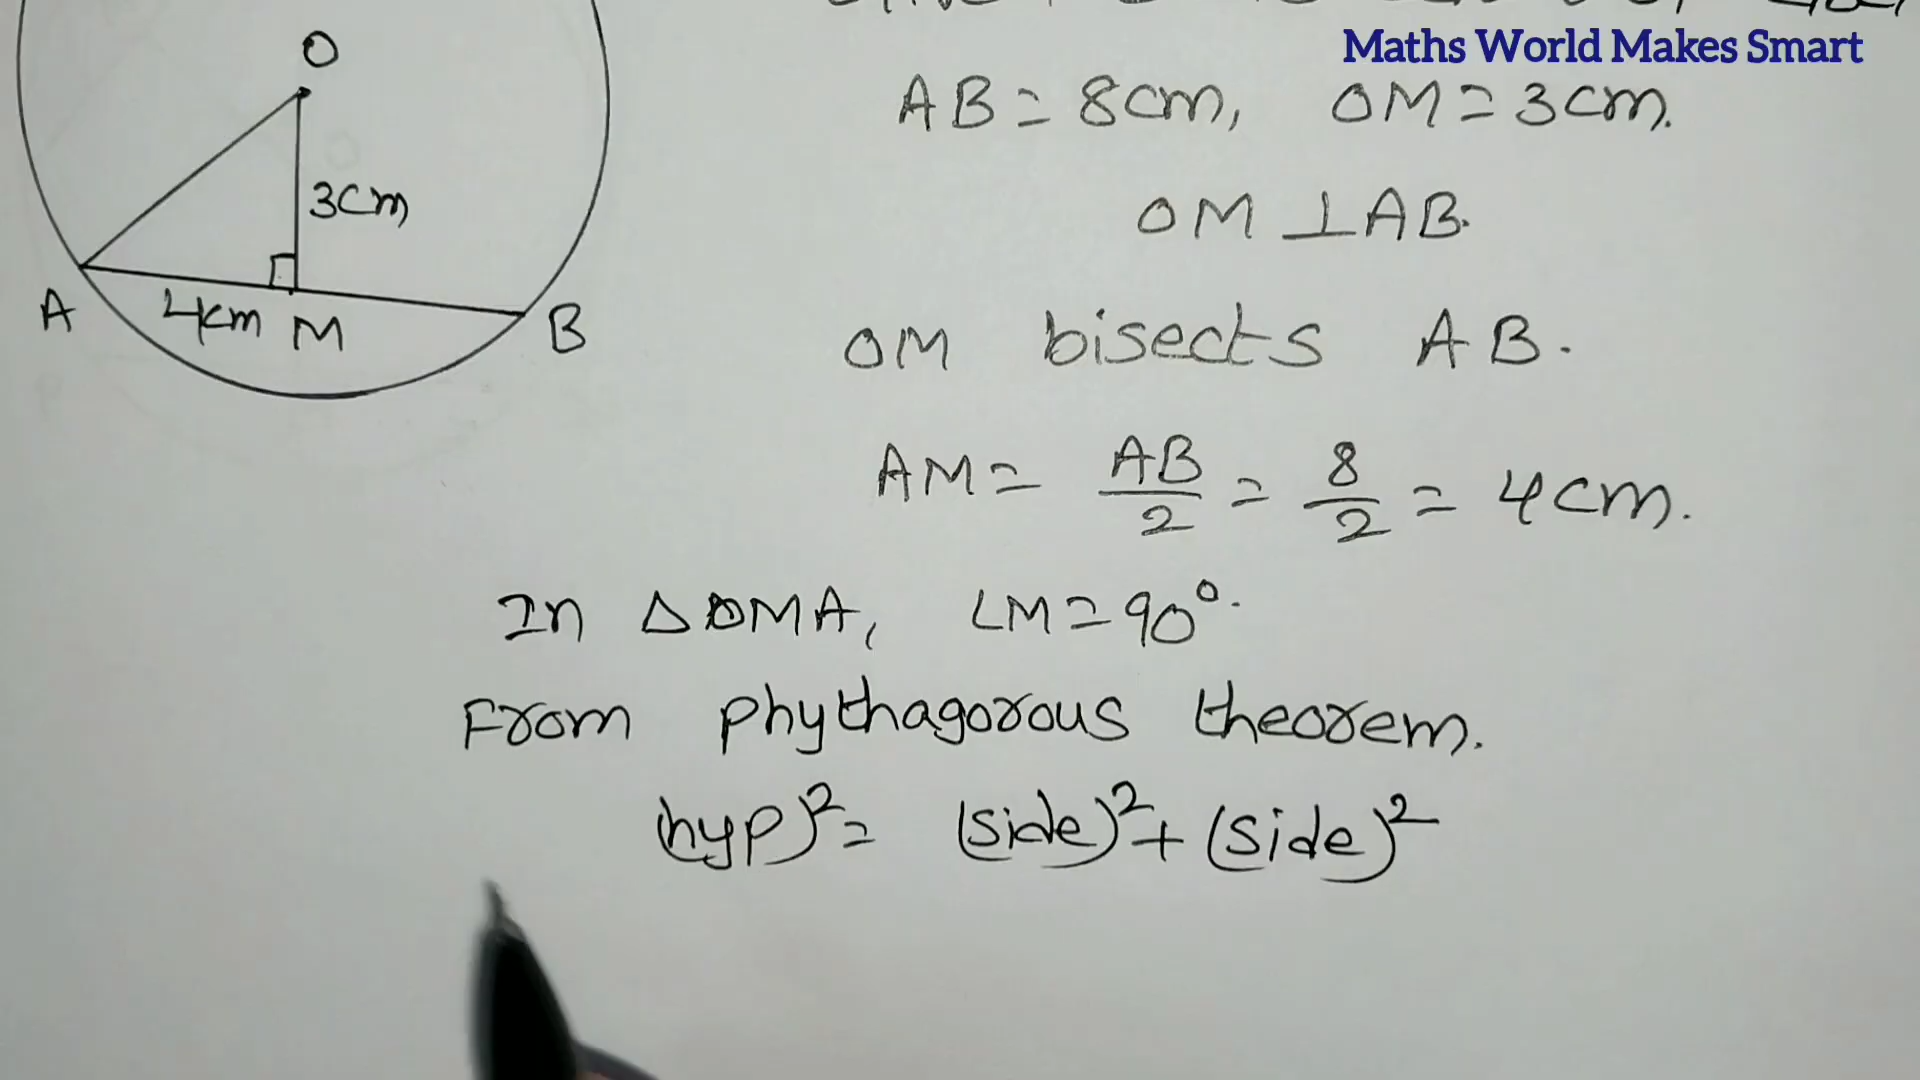 Maths World Makes Smart
O
AB = 8cm, OM = 3cm.
3cm
OM ⊥ AB.
A 4cm M B
OM bisects AB.
AM = AB/2 = 8/2 = 4cm.
In △OMA, ∠M = 90°.
From phythagorous theorem.
(hyp)² = (side)² + (side)²